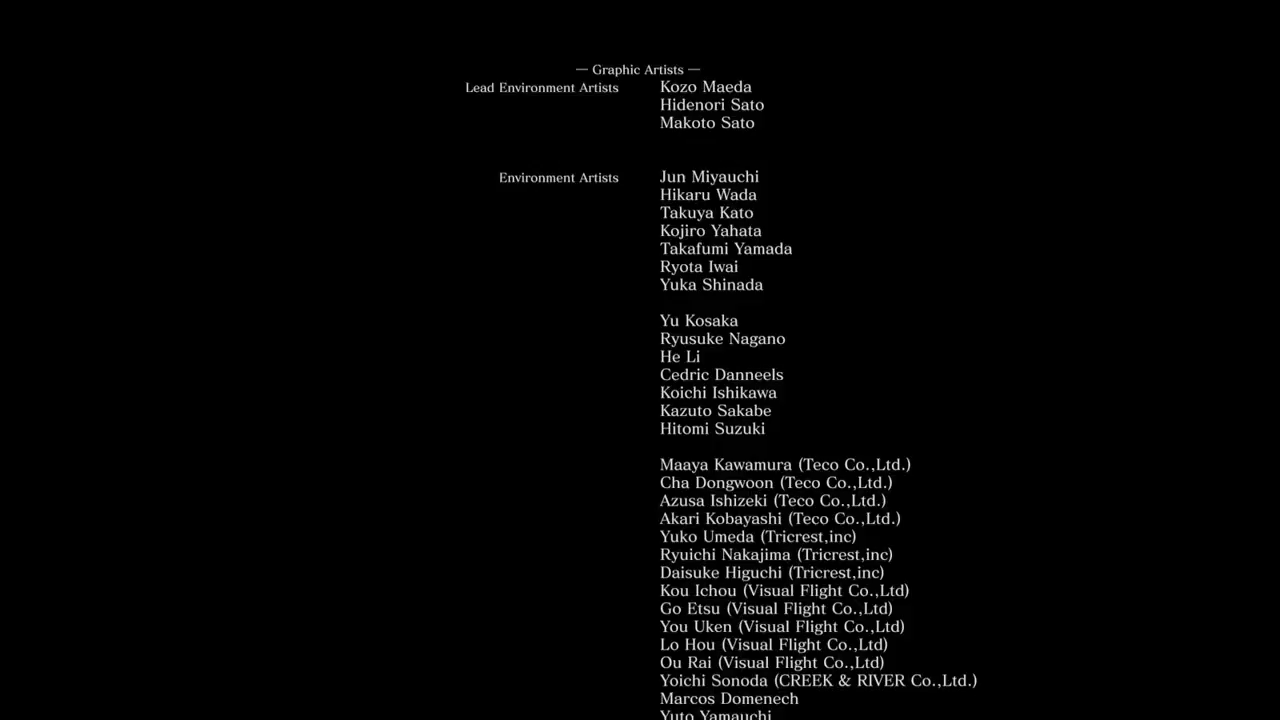 — Graphic Artists —
Lead Environment Artists Kozo Maeda
Hidenori Sato
Makoto Sato
Environment Artists Jun Miyauchi
Hikaru Wada
Takuya Kato
Kojiro Yahata
Takafumi Yamada
Ryota Iwai
Yuka Shinada
Yu Kosaka
Ryusuke Nagano
He Li
Cedric Danneels
Koichi Ishikawa
Kazuto Sakabe
Hitomi Suzuki
Maaya Kawamura (Teco Co.,Ltd.)
Cha Dongwoon (Teco Co.,Ltd.)
Azusa Ishizeki (Teco Co.,Ltd.)
Akari Kobayashi (Teco Co.,Ltd.)
Yuko Umeda (Tricrest,inc)
Ryuichi Nakajima (Tricrest,inc)
Daisuke Higuchi (Tricrest,inc)
Kou Ichou (Visual Flight Co.,Ltd)
Go Etsu (Visual Flight Co.,Ltd)
You Uken (Visual Flight Co.,Ltd)
Lo Hou (Visual Flight Co.,Ltd)
Ou Rai (Visual Flight Co.,Ltd)
Yoichi Sonoda (CREEK & RIVER Co.,Ltd.)
Marcos Domenech
Yuto Yamauchi